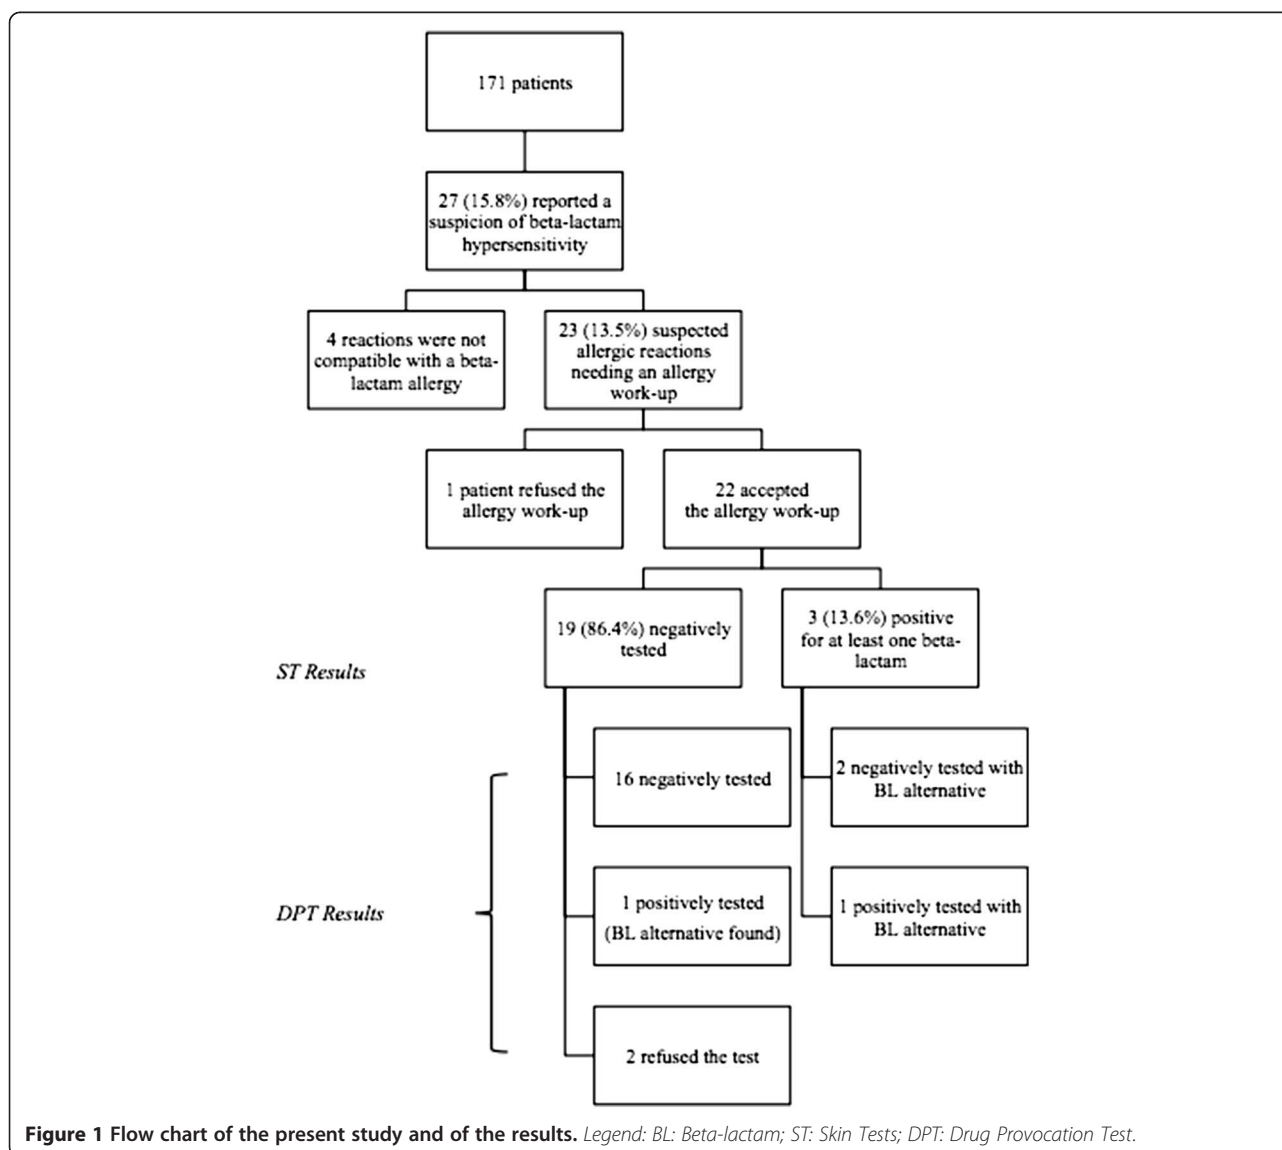 171 patients
27 (15.8%) reported a
suspicion of beta-lactam
hypersensitivity
4 reactions were not
compatible with a beta-
lactam allergy
23 (13.5%) suspected
allergic reactions
needing an allergy
work-up
1 patient refused the
allergy work-up
22 accepted
the allergy work-up
19 (86.4%) negatively
tested
3 (13.6%) positive
for at least one beta-
lactam
ST Results
16 negatively tested
2 negatively tested with
BL alternative
DPT Results
1 positively tested
(BL alternative found)
1 positively tested with
BL alternative
2 refused the test
Figure 1 Flow chart of the present study and of the results. Legend: BL: Beta-lactam; ST: Skin Tests; DPT: Drug Provocation Test.